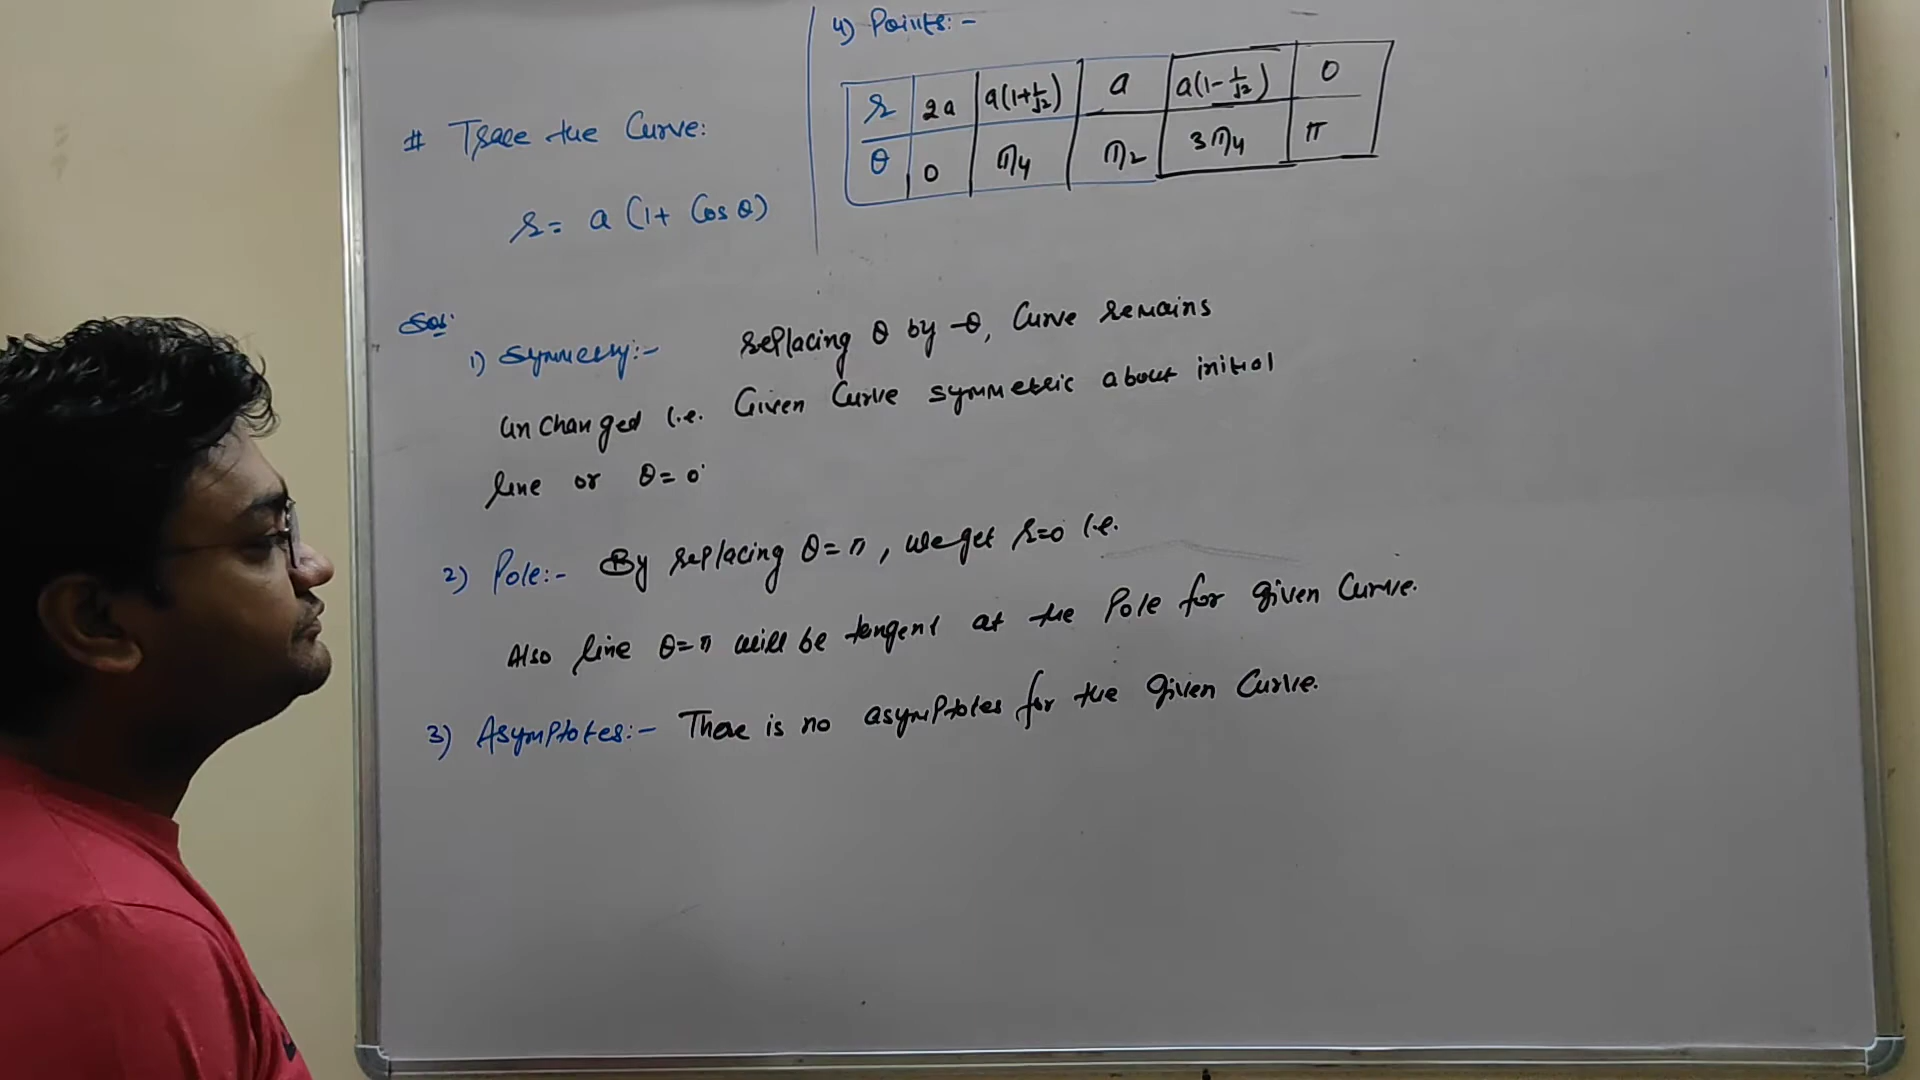 # Trace the Curve:
r = a (1 + Cos θ)
4) Points:-
r 2a a(1+1/√2) a a(1-1/√2) 0
θ 0 π/4 π/2 3π/4 π
Sol.
1) Symmetry:- replacing θ by -θ, Curve remains
unchanged i.e. Given Curve symmetric about initial
line or θ = 0
2) Pole:- By replacing θ = π, we get r=0 i.e.
Also line θ = π will be tangent at the Pole for given Curve.
3) Asymptotes:- There is no asymptotes for the given Curve.